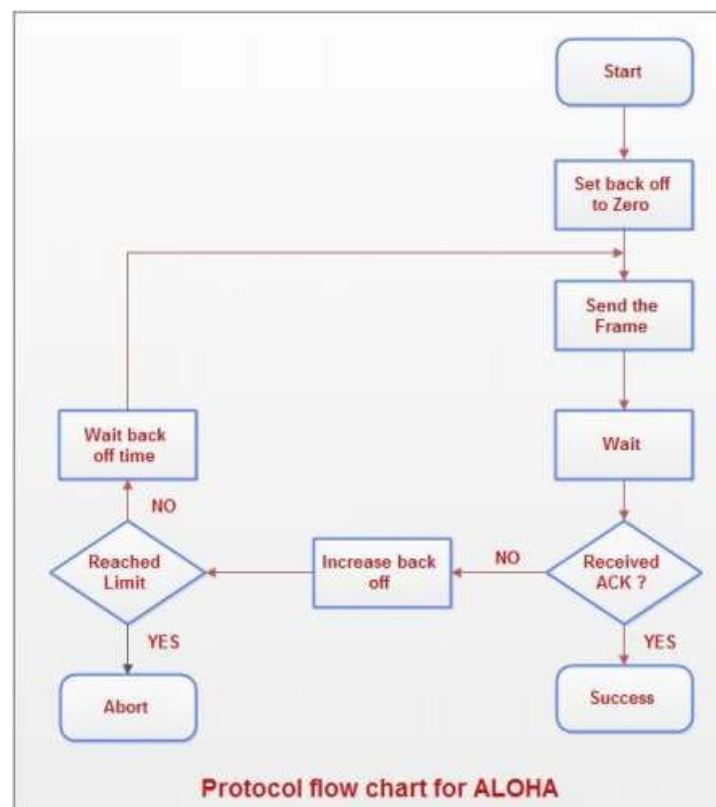 Start
Set back off
to Zero
Send the
Frame
Wait back
off time
Wait
NO
Reached
Limit
Increase back
off
NO
Received
ACK ?
YES
YES
Abort
Success
Protocol flow chart for ALOHA